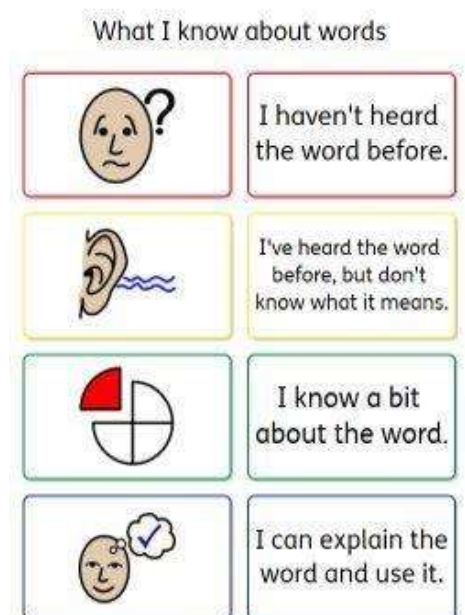 What I know about words
?
I haven't heard
the word before.
I've heard the word
before, but don't
know what it means.
I know a bit
about the word.
I can explain the
word and use it.